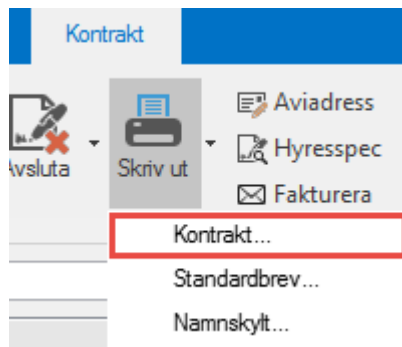 Kontrakt
Avsluta
Skriv ut
Aviadress
Hyresspec
Fakturera
Kontrakt...
Standardbrev...
Namnskylt...